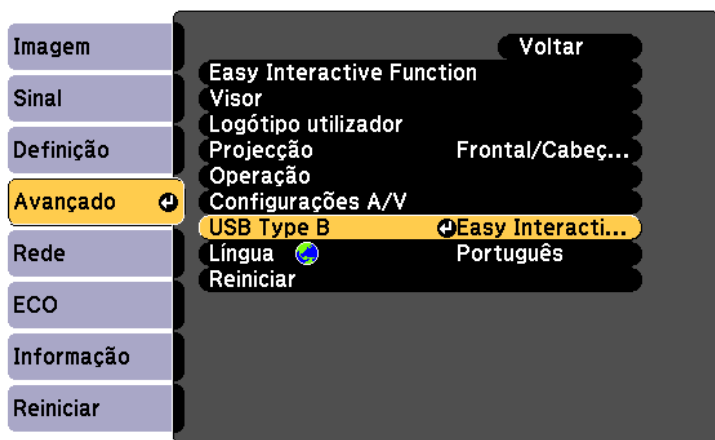 Imagem
Sinal
Definição
Avançado
Rede
ECO
Informação
Reiniciar
Voltar
Easy Interactive Function
Visor
Logótipo utilizador
Projecção Frontal/Cabeç...
Operação
Configurações A/V
USB Type B Easy Interacti...
Língua Português
Reiniciar